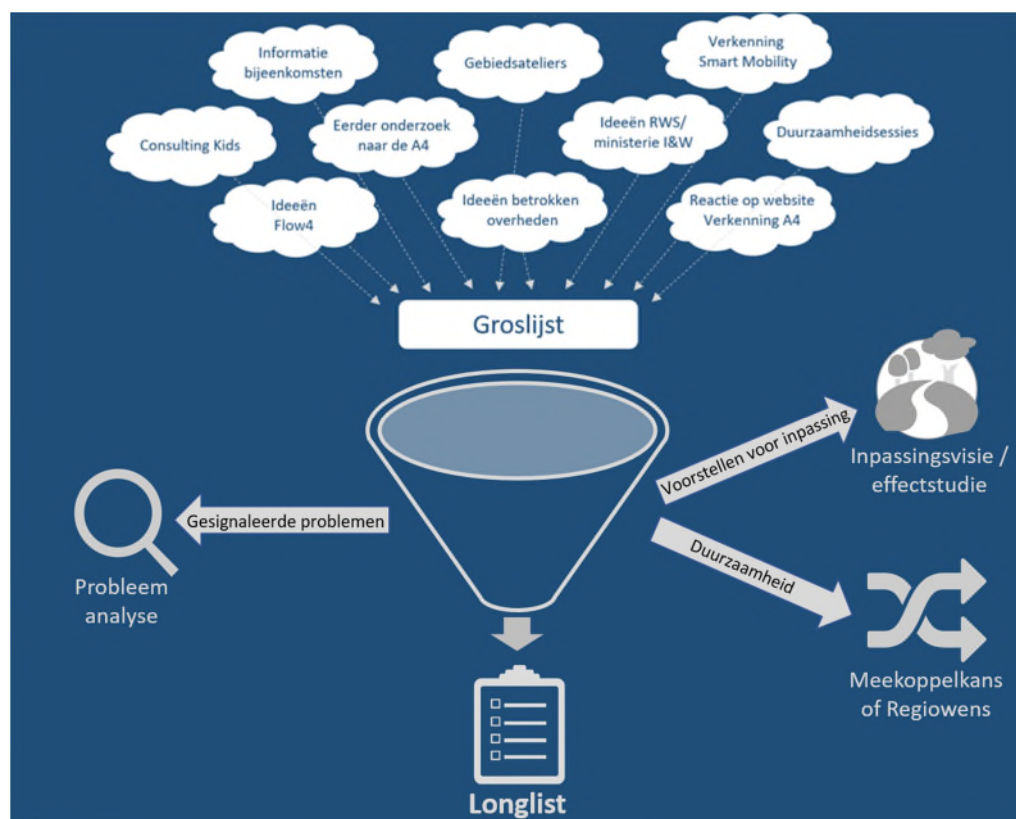 Informatie
bijeenkomsten
Gebiedsateliers
Verkenning
Smart Mobility
Consulting Kids
Eerder onderzoek
naar de A4
Ideeën RWS/
ministerie I&W
Duurzaamheidsessies
Ideeën
Flow4
Ideeën betrokken
overheden
Reactie op website
Verkenning A4
Groslijst
Voorstellen voor inpassing
Inpassingsvisie /
effectstudie
Gesignaleerde problemen
Probleem
analyse
Duurzaamheid
Meekoppelkans
of Regiowens
Longlist